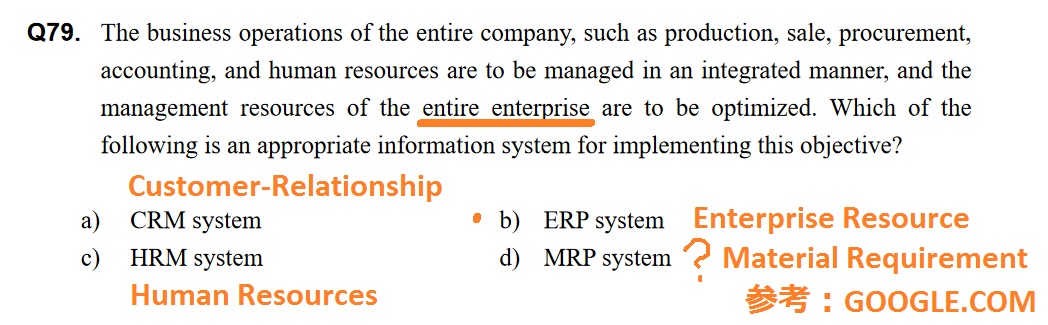 Q79. The business operations of the entire company, such as production, sale, procurement,
accounting, and human resources are to be managed in an integrated manner, and the
management resources of the entire enterprise are to be optimized. Which of the
following is an appropriate information system for implementing this objective?
Customer-Relationship
a) CRM system • b) ERP system Enterprise Resource
c) HRM system d) MRP system ? Material Requirement
Human Resources 参考：GOOGLE.COM